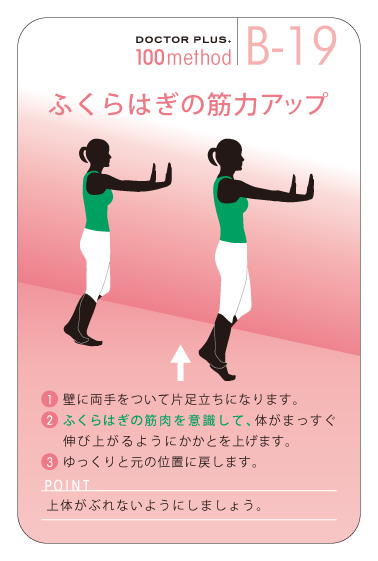 DOCTOR PLUS.
100method
B-19
ふくらはぎの筋力アップ
1 壁に両手をついて片足立ちになります。
2 ふくらはぎの筋肉を意識して、体がまっすぐ
伸び上がるようにかかとを上げます。
3 ゆっくりと元の位置に戻します。
POINT
上体がぶれないようにしましょう。